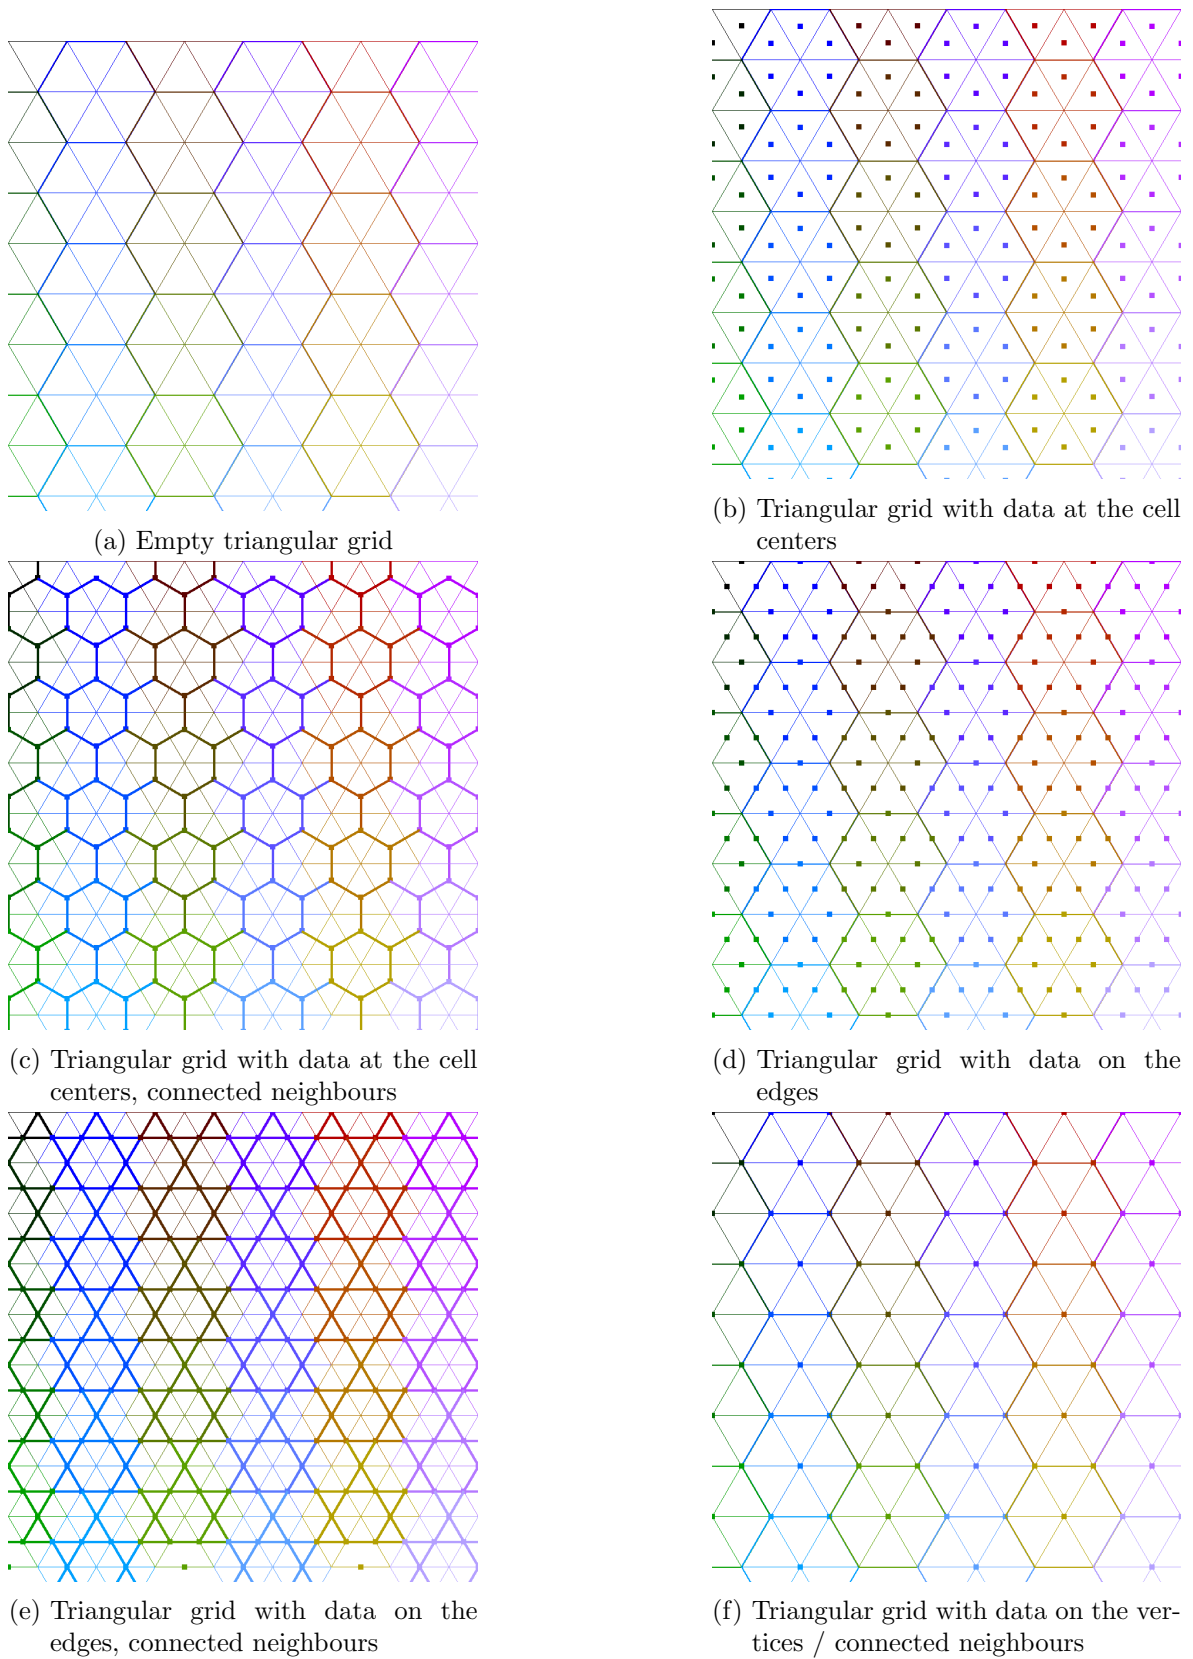 (a) Empty triangular grid
(b) Triangular grid with data at the cell
centers
(c) Triangular grid with data at the cell
centers, connected neighbours
(d) Triangular grid with data on the
edges
(e) Triangular grid with data on the
edges, connected neighbours
(f) Triangular grid with data on the ver-
tices / connected neighbours